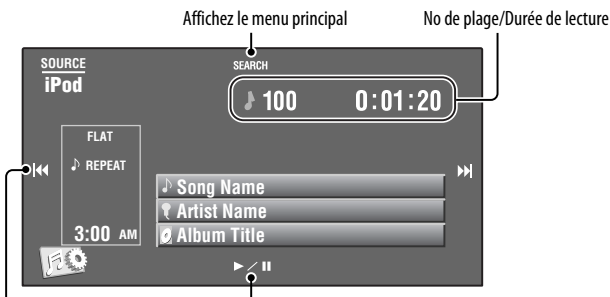 Affichez le menu principal
No de plage/Durée de lecture
SOURCE
iPod
SEARCH
100 0:01:20
FLAT
REPEAT
Song Name
Artist Name
Album Title
3:00 AM